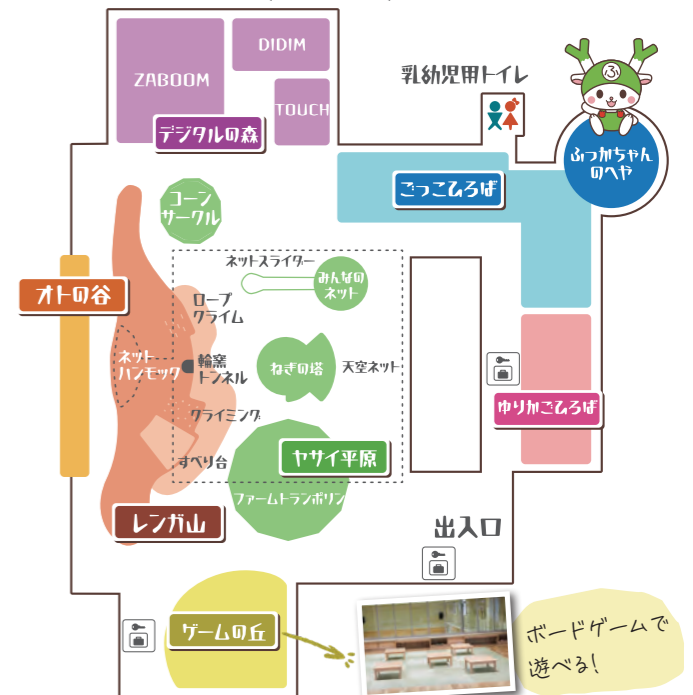 DIDIM
ZABOOM
TOUCH
デジタルの森
乳幼児用トイレ
ふ
ふっかちゃん
のへや
ごっこひろば
コーン
サークル
ネットスライダー
みんなの
ネット
オトの谷
ロープ
クライム
ネット
ハンモック
輪窯
トンネル
ねぎの塔
天空ネット
クライミング
ゆりかごひろば
すべり台
ヤサイ平原
ファームトランポリン
レンガ山
出入口
ゲームの丘
ボードゲームで
遊べる!